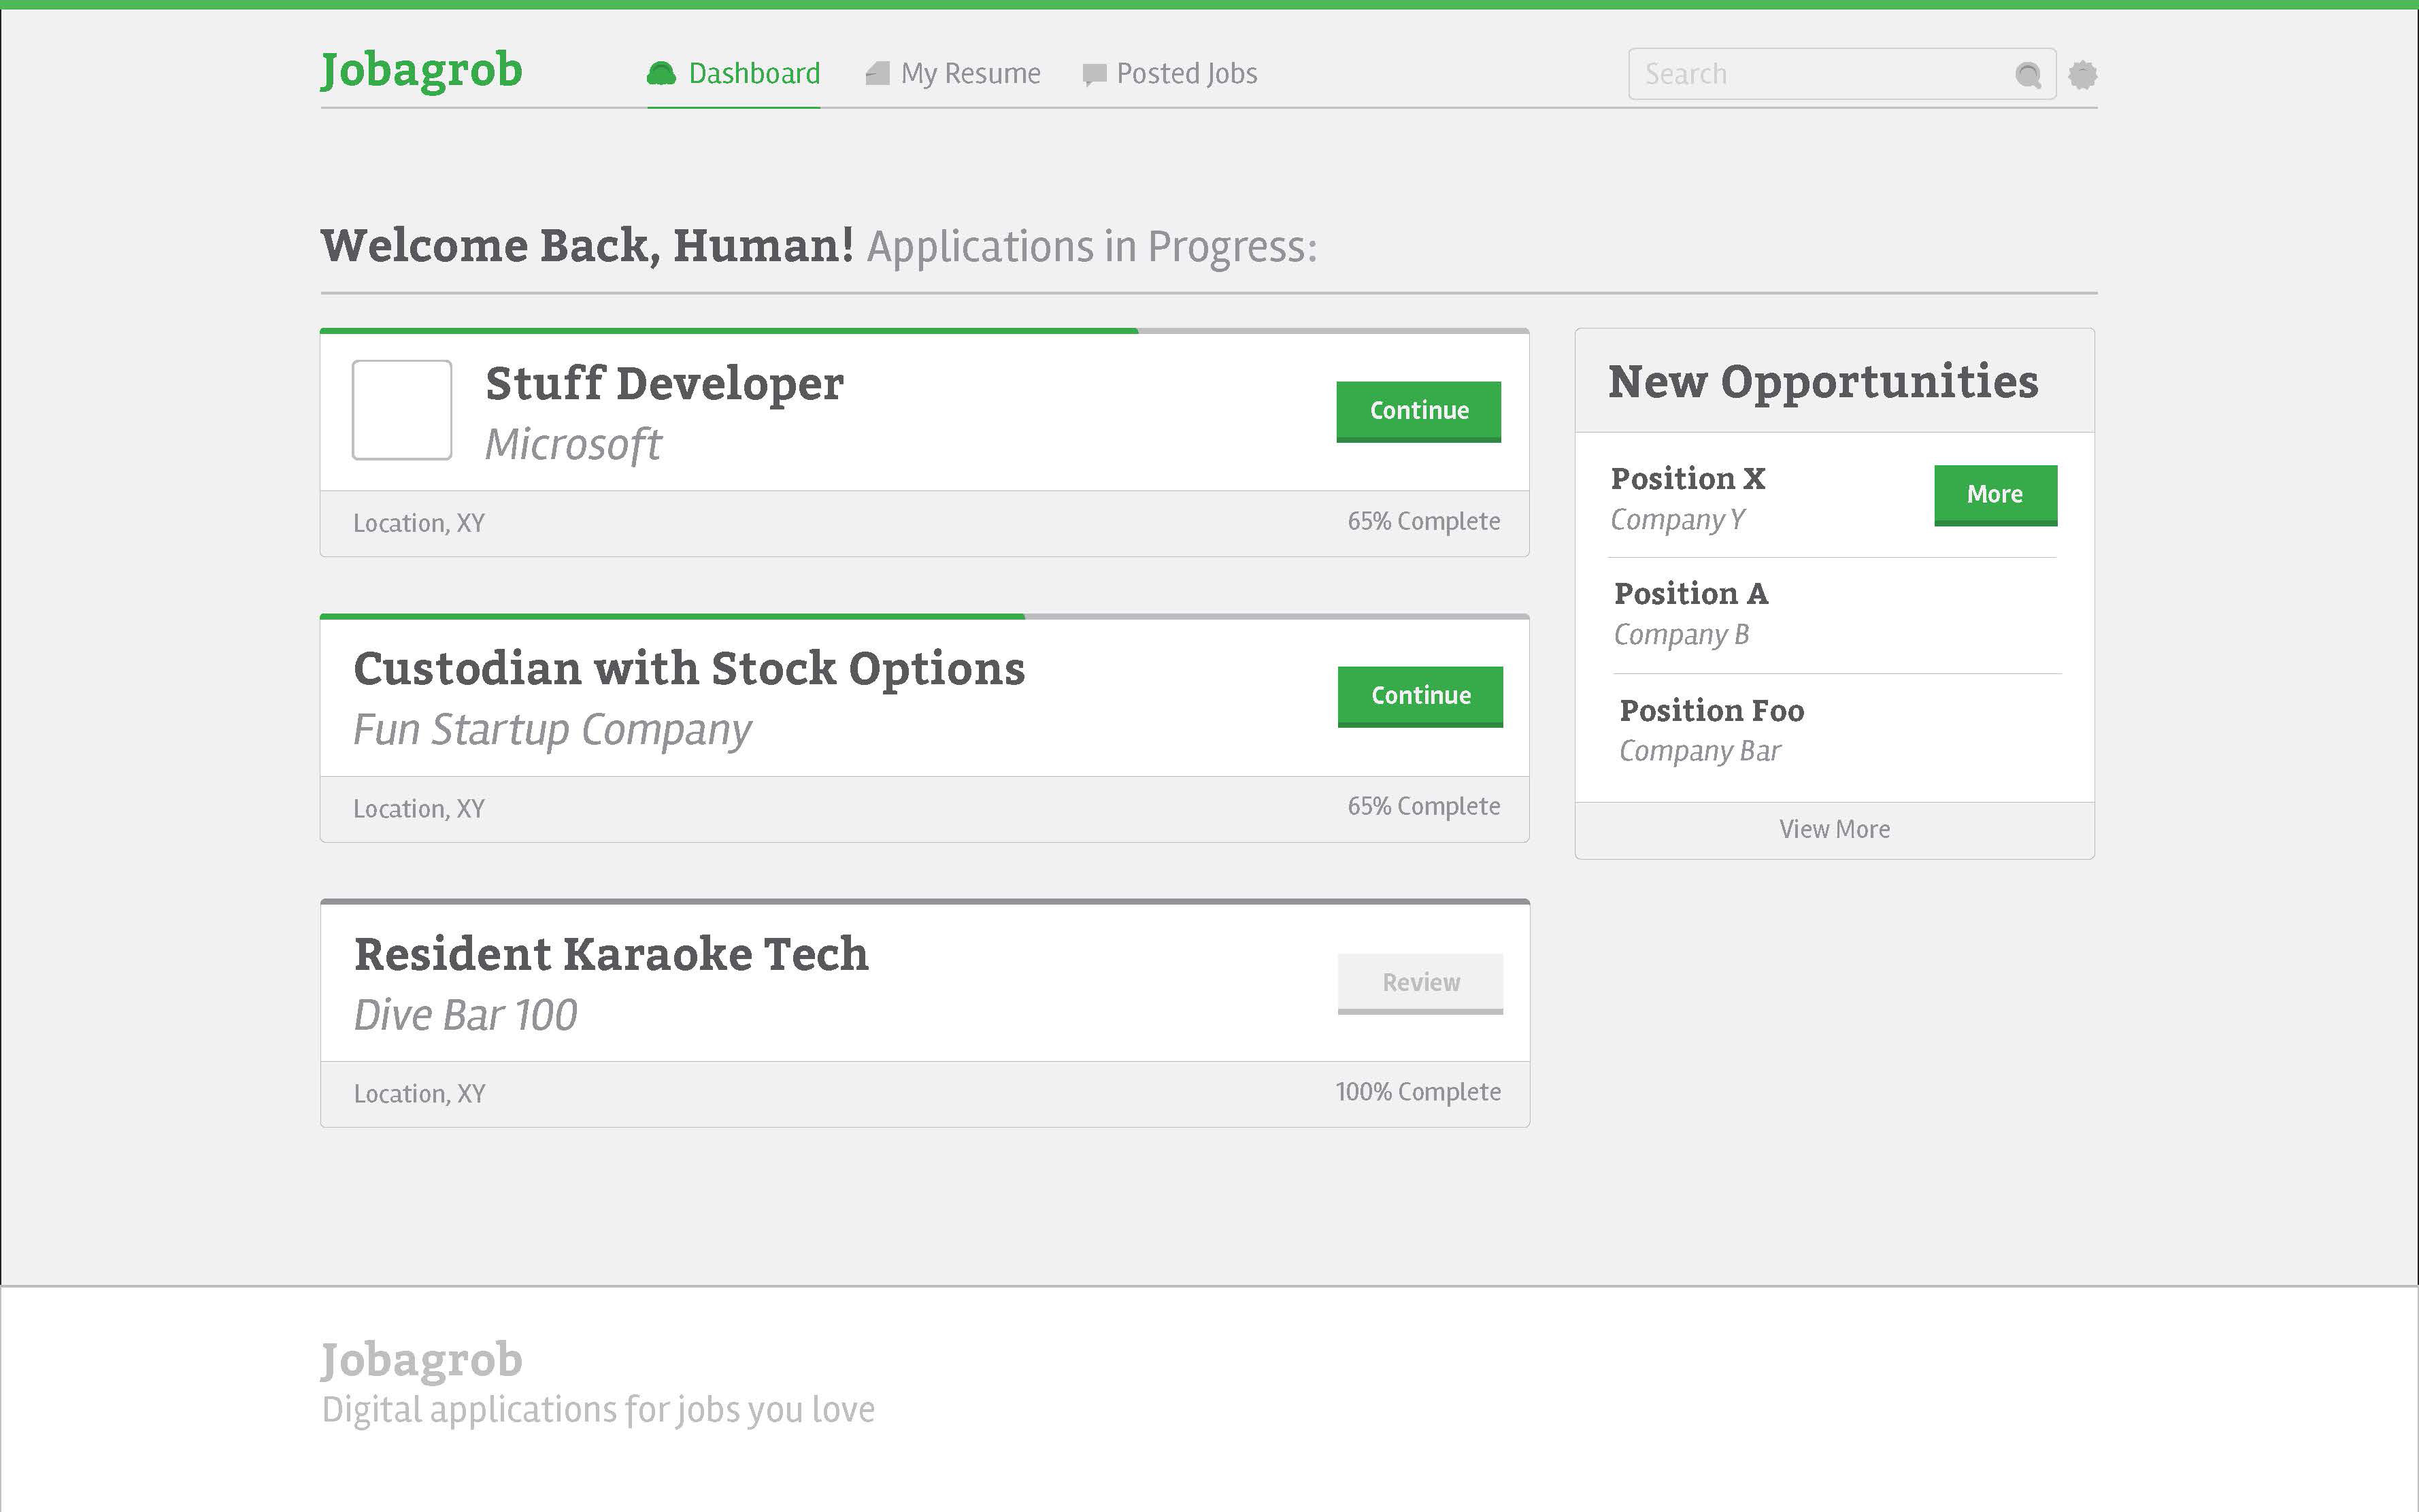 Jobagrob
Dashboard
My Resume
Posted Jobs
Search
Welcome Back, Human! Applications in Progress:
Stuff Developer
Microsoft
Continue
Location, XY
65% Complete
Custodian with Stock Options
Fun Startup Company
Continue
Location, XY
65% Complete
Resident Karaoke Tech
Dive Bar 100
Review
Location, XY
100% Complete
New Opportunities
Position X
Company Y
More
Position A
Company B
Position Foo
Company Bar
View More
Jobagrob
Digital applications for jobs you love